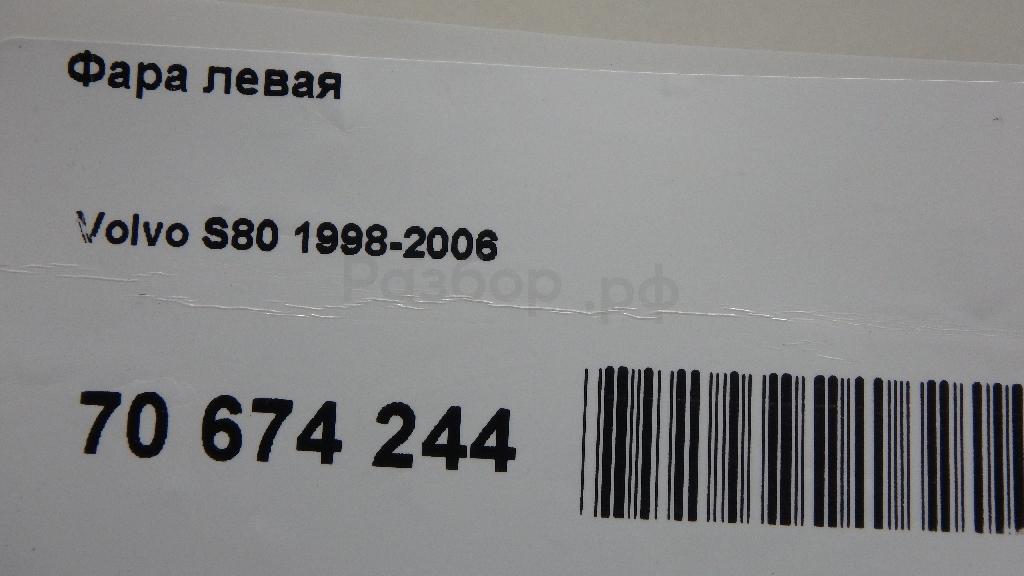 Фара левая
Volvo S80 1998-2006
Разбор.рф
70 674 244